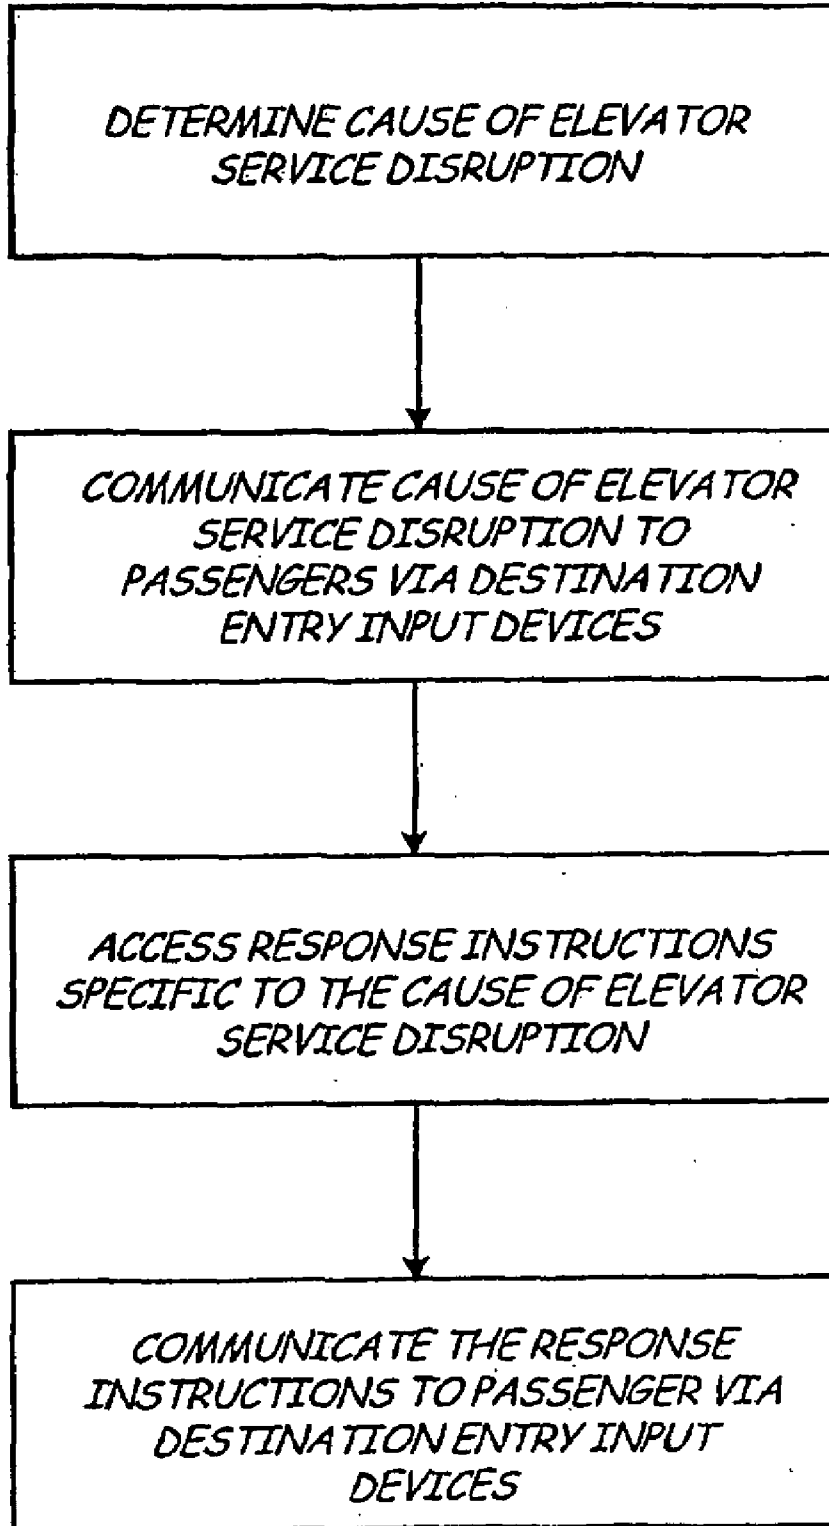 DETERMINE CAUSE OF ELEVATOR
SERVICE DISRUPTION
COMMUNICATE CAUSE OF ELEVATOR
SERVICE DISRUPTION TO
PASSENGERS VIA DESTINATION
ENTRY INPUT DEVICES
ACCESS RESPONSE INSTRUCTIONS
SPECIFIC TO THE CAUSE OF ELEVATOR
SERVICE DISRUPTION
COMMUNICATE THE RESPONSE
INSTRUCTIONS TO PASSENGER VIA
DESTINATION ENTRY INPUT
DEVICES